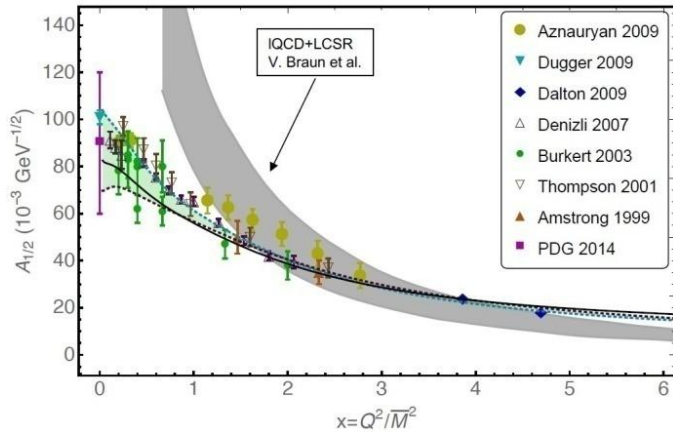 140
120
100
80
60
40
20
0
A1/2 (10⁻³ GeV⁻¹/²)
lQCD+LCSR
V. Braun et al.
Aznauryan 2009
Dugger 2009
Dalton 2009
Denizli 2007
Burkert 2003
Thompson 2001
Amstrong 1999
PDG 2014
0 1 2 3 4 5 6
x=Q²/M̅²